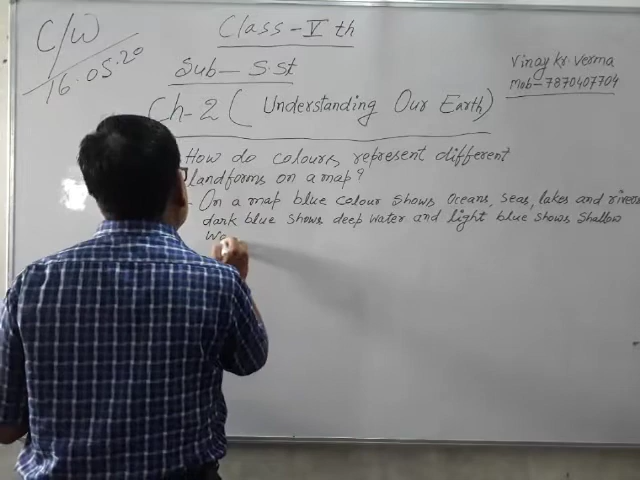 C/W
16.05.20
Class - V th
Sub - S.St
Vinay Kr. Verma
Mob - 7870407704
Ch-2 ( Understanding Our Earth)
How do colours represent different
landforms on a map?
On a map blue colour shows oceans, seas, lakes and rivers
dark blue shows deep water and light blue shows shallow